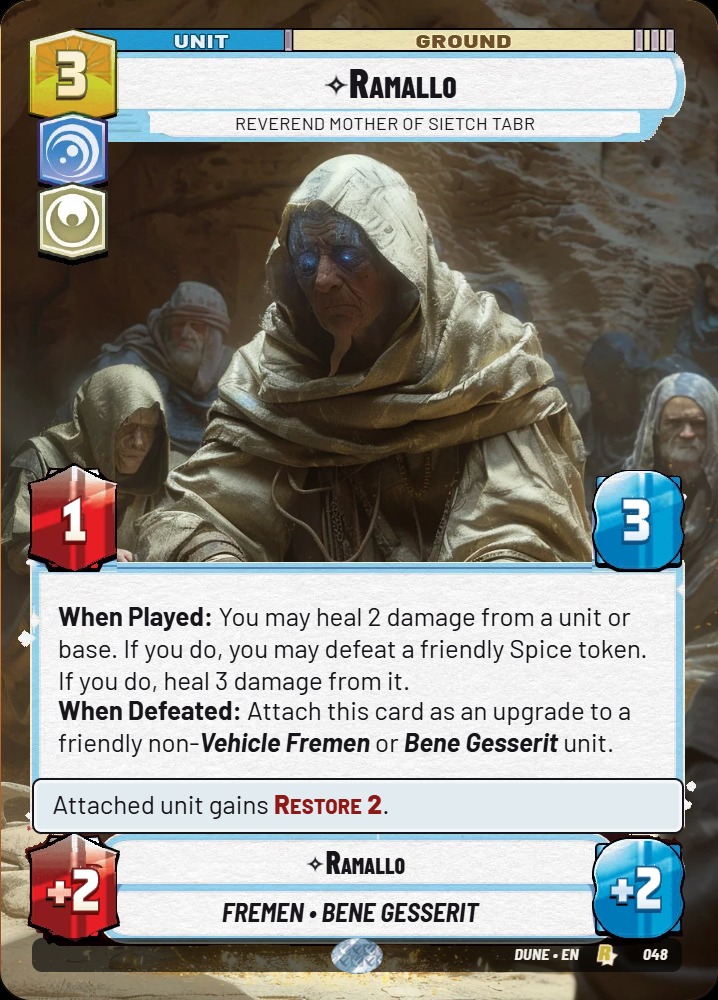 UNIT
GROUND
3
✧RAMALLO
REVEREND MOTHER OF SIETCH TABR
1
3
When Played: You may heal 2 damage from a unit or
base. If you do, you may defeat a friendly Spice token.
If you do, heal 3 damage from it.
When Defeated: Attach this card as an upgrade to a
friendly non-Vehicle Fremen or Bene Gesserit unit.
Attached unit gains RESTORE 2.
✧RAMALLO
+2
+2
FREMEN • BENE GESSERIT
DUNE • EN R 048